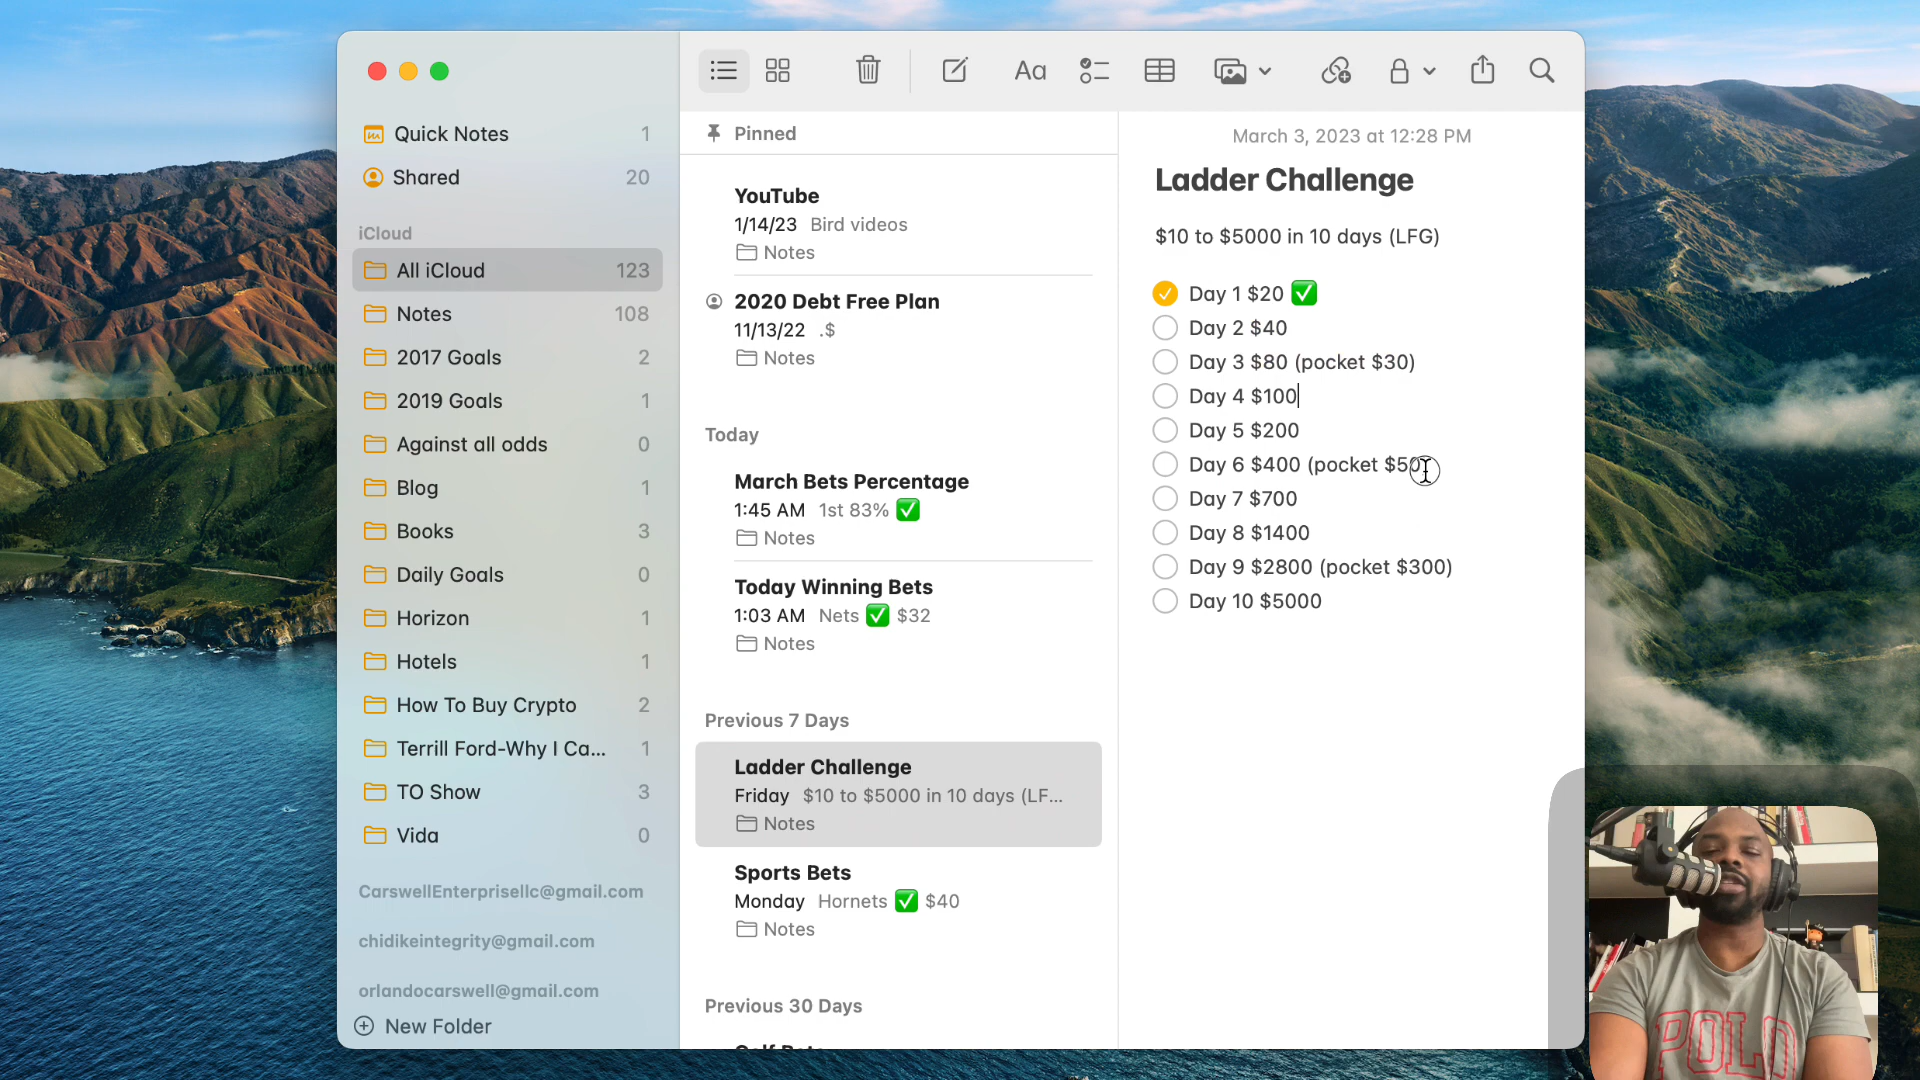 Quick Notes 1
Shared 20
iCloud
All iCloud 123
Notes 108
2017 Goals 2
2019 Goals 1
Against all odds 0
Blog 1
Books 3
Daily Goals 0
Horizon 1
Hotels 1
How To Buy Crypto 2
Terrill Ford-Why I Ca... 1
TO Show 3
Vida 0
CarswellEnterprisellc@gmail.com
chidikeintegrity@gmail.com
orlandocarswell@gmail.com
New Folder
Aa
Pinned
YouTube
1/14/23 Bird videos
Notes
2020 Debt Free Plan
11/13/22 .$
Notes
Today
March Bets Percentage
1:45 AM 1st 83% ✅
Notes
Today Winning Bets
1:03 AM Nets ✅ $32
Notes
Previous 7 Days
Ladder Challenge
Friday $10 to $5000 in 10 days (LF...
Notes
Sports Bets
Monday Hornets ✅ $40
Notes
Previous 30 Days
March 3, 2023 at 12:28 PM
Ladder Challenge
$10 to $5000 in 10 days (LFG)
Day 1 $20 ✅
Day 2 $40
Day 3 $80 (pocket $30)
Day 4 $100
Day 5 $200
Day 6 $400 (pocket $50
Day 7 $700
Day 8 $1400
Day 9 $2800 (pocket $300)
Day 10 $5000
POLO